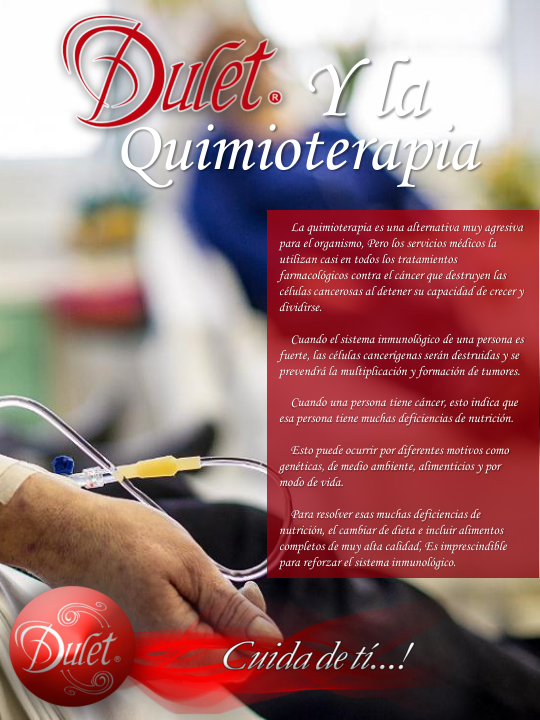 Dulet® Y la
Quimioterapia
La quimioterapia es una alternativa muy agresiva
para el organismo, Pero los servicios médicos la
utilizan casi en todos los tratamientos
farmacológicos contra el cáncer que destruyen las
células cancerosas al detener su capacidad de crecer y
dividirse.
Cuando el sistema inmunológico de una persona es
fuerte, las células cancerígenas serán destruidas y se
prevendrá la multiplicación y formación de tumores.
Cuando una persona tiene cáncer, esto indica que
esa persona tiene muchas deficiencias de nutrición.
Esto puede ocurrir por diferentes motivos como
genéticas, de medio ambiente, alimenticios y por
modo de vida.
Para resolver esas muchas deficiencias de
nutrición, el cambiar de dieta e incluir alimentos
completos de muy alta calidad, Es imprescindible
para reforzar el sistema inmunológico.
Dulet®
Cuida de tí...!